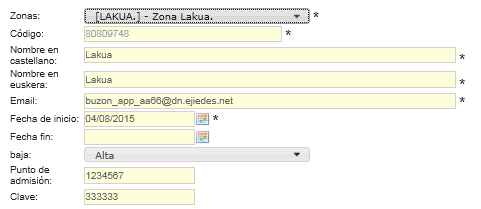 Zonas: [LAKUA.] - Zona Lakua. *
Código: 80809748 *
Nombre en castellano: Lakua *
Nombre en euskera: Lakua *
Email: buzon_app_aa66@dn.ejiedes.net *
Fecha de inicio: 04/08/2015 *
Fecha fin:
baja: Alta
Punto de admisión: 1234567
Clave: 333333